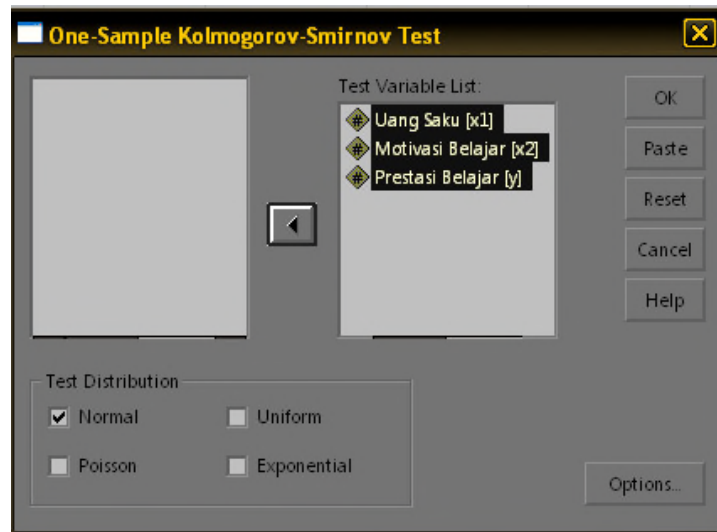 One-Sample Kolmogorov-Smirnov Test
Test Variable List:
Uang Saku [x1]
Motivasi Belajar [x2]
Prestasi Belajar [y]
OK
Paste
Reset
Cancel
Help
Test Distribution
Normal
Uniform
Poisson
Exponential
Options...